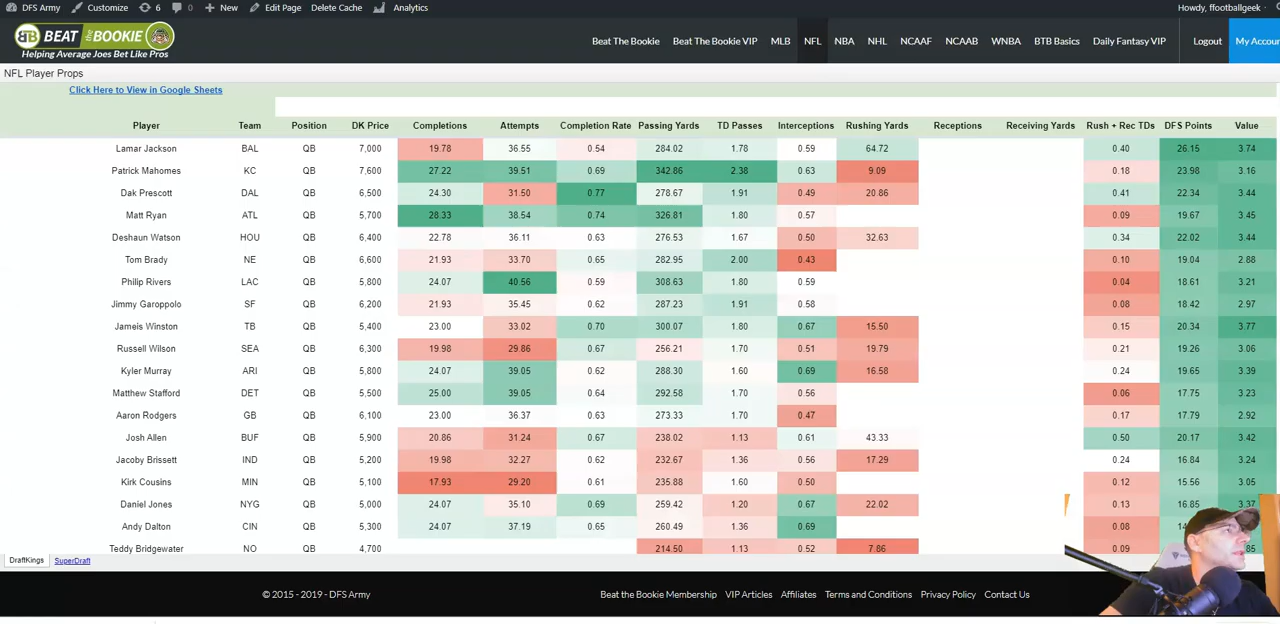 DFS Army Customize 6 0 New Edit Page Delete Cache Analytics Howdy, ffootballgeek
BTB BEAT the BOOKIE
Helping Average Joes Bet Like Pros
Beat The Bookie Beat The Bookie VIP MLB NFL NBA NHL NCAAF NCAAB WNBA BTB Basics Daily Fantasy VIP Logout My Accou
NFL Player Props
Click Here to View in Google Sheets
Player Team Position DK Price Completions Attempts Completion Rate Passing Yards TD Passes Interceptions Rushing Yards Receptions Receiving Yards Rush + Rec TDs DFS Points Value
Lamar Jackson BAL QB 7,000 19.78 36.55 0.54 284.02 1.78 0.59 64.72 0.40 26.15 3.74
Patrick Mahomes KC QB 7,600 27.22 39.51 0.69 342.86 2.38 0.63 9.09 0.18 23.98 3.16
Dak Prescott DAL QB 6,500 24.30 31.50 0.77 278.67 1.91 0.49 20.86 0.41 22.34 3.44
Matt Ryan ATL QB 5,700 28.33 38.54 0.74 326.81 1.80 0.57 0.09 19.67 3.45
Deshaun Watson HOU QB 6,400 22.78 36.11 0.63 276.53 1.67 0.50 32.63 0.34 22.02 3.44
Tom Brady NE QB 6,600 21.93 33.70 0.65 282.95 2.00 0.43 0.10 19.04 2.88
Philip Rivers LAC QB 5,800 24.07 40.56 0.59 308.63 1.80 0.59 0.04 18.61 3.21
Jimmy Garoppolo SF QB 6,200 21.93 35.45 0.62 287.23 1.91 0.58 0.08 18.42 2.97
Jameis Winston TB QB 5,400 23.00 33.02 0.70 300.07 1.80 0.67 15.50 0.15 20.34 3.77
Russell Wilson SEA QB 6,300 19.98 29.86 0.67 256.21 1.70 0.51 19.79 0.21 19.26 3.06
Kyler Murray ARI QB 5,800 24.07 39.05 0.62 288.30 1.60 0.69 16.58 0.24 19.65 3.39
Matthew Stafford DET QB 5,500 25.00 39.05 0.64 292.58 1.70 0.56 0.06 17.75 3.23
Aaron Rodgers GB QB 6,100 23.00 36.37 0.63 273.33 1.70 0.47 0.17 17.79 2.92
Josh Allen BUF QB 5,900 20.86 31.24 0.67 238.02 1.13 0.61 43.33 0.50 20.17 3.42
Jacoby Brissett IND QB 5,200 19.98 32.27 0.62 232.67 1.36 0.56 17.29 0.24 16.84 3.24
Kirk Cousins MIN QB 5,100 17.93 29.20 0.61 235.88 1.60 0.50 0.12 15.56 3.05
Daniel Jones NYG QB 5,000 24.07 35.10 0.69 259.42 1.20 0.67 22.02 0.13 16.85 3.37
Andy Dalton CIN QB 5,300 24.07 37.19 0.65 260.49 1.36 0.69 0.08
Teddy Bridgewater NO QB 4,700 214.50 1.13 0.52 7.86 0.09
DraftKings SuperDraft
© 2015 - 2019 - DFS Army Beat the Bookie Membership VIP Articles Affiliates Terms and Conditions Privacy Policy Contact Us